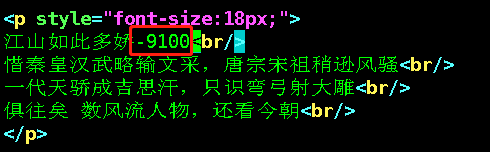 <p style="font-size:18px;">
江山如此多娇-9100<br/>
惜秦皇汉武略输文采，唐宗宋祖稍逊风骚<br/>
一代天骄成吉思汗，只识弯弓射大雕<br/>
俱往矣 数风流人物，还看今朝<br/>
</p>